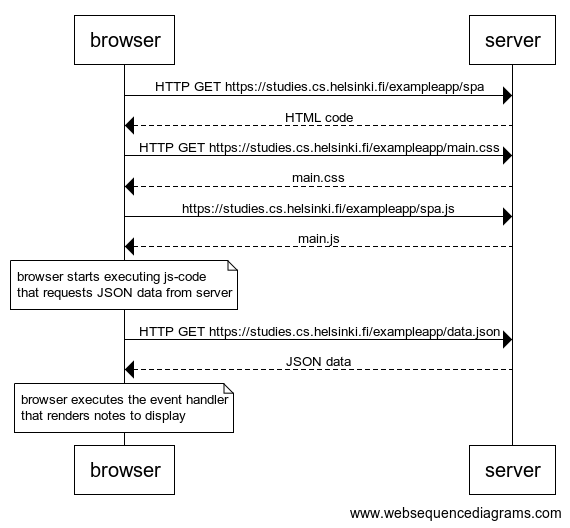 browser
server
HTTP GET https://studies.cs.helsinki.fi/exampleapp/spa
HTML code
HTTP GET https://studies.cs.helsinki.fi/exampleapp/main.css
main.css
https://studies.cs.helsinki.fi/exampleapp/spa.js
main.js
browser starts executing js-code
that requests JSON data from server
HTTP GET https://studies.cs.helsinki.fi/exampleapp/data.json
JSON data
browser executes the event handler
that renders notes to display
browser
server
www.websequencediagrams.com